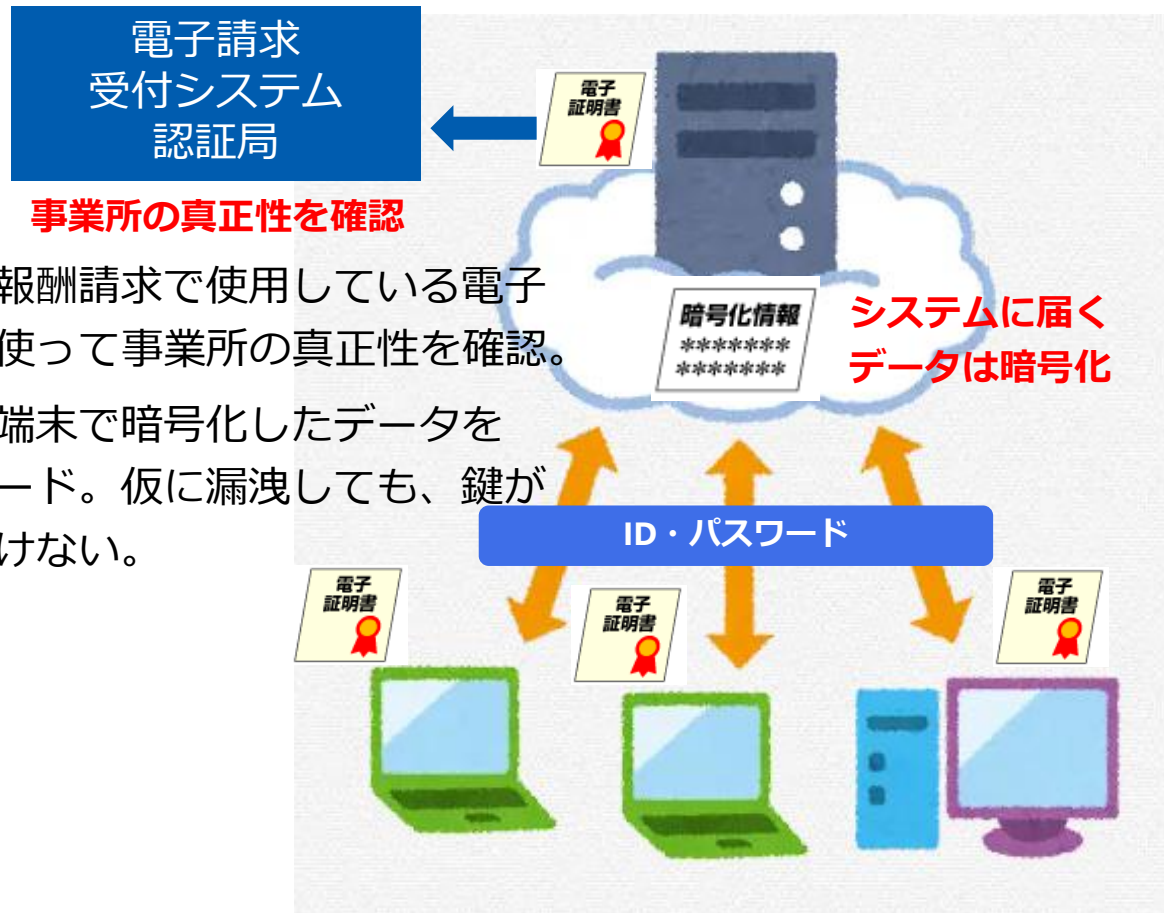 電子請求
受付システム
認証局
電子
証明書
事業所の真正性を確認
報酬請求で使用している電子
使って事業所の真正性を確認。
端末で暗号化したデータを
ード。仮に漏洩しても、鍵が
けない。
暗号化情報
*******
*******
システムに届く
データは暗号化
ID・パスワード
電子
証明書
電子
証明書
電子
証明書